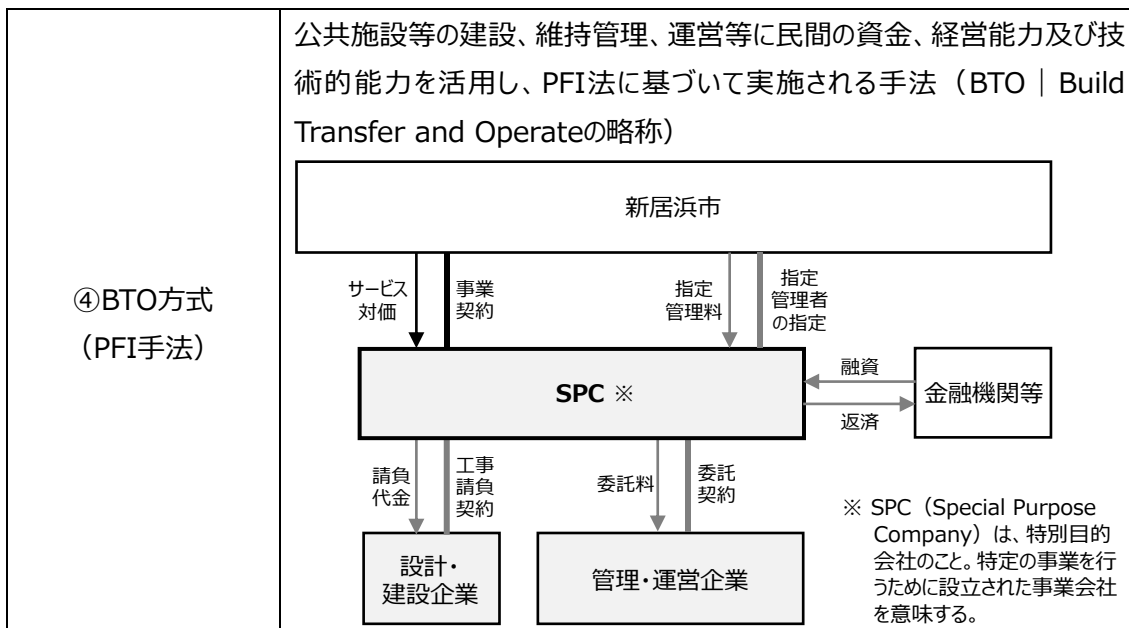 ④BTO方式
（PFI手法）
公共施設等の建設、維持管理、運営等に民間の資金、経営能力及び技
術的能力を活用し、PFI法に基づいて実施される手法（BTO｜Build
Transfer and Operateの略称）
新居浜市
サービス
対価
事業
契約
指定
管理料
指定
管理者
の指定
SPC ※
融資
返済
金融機関等
請負
代金
工事
請負
契約
委託料
委託
契約
設計・
建設企業
管理・運営企業
※ SPC（Special Purpose
Company）は、特別目的
会社のこと。特定の事業を行
うために設立された事業会社
を意味する。